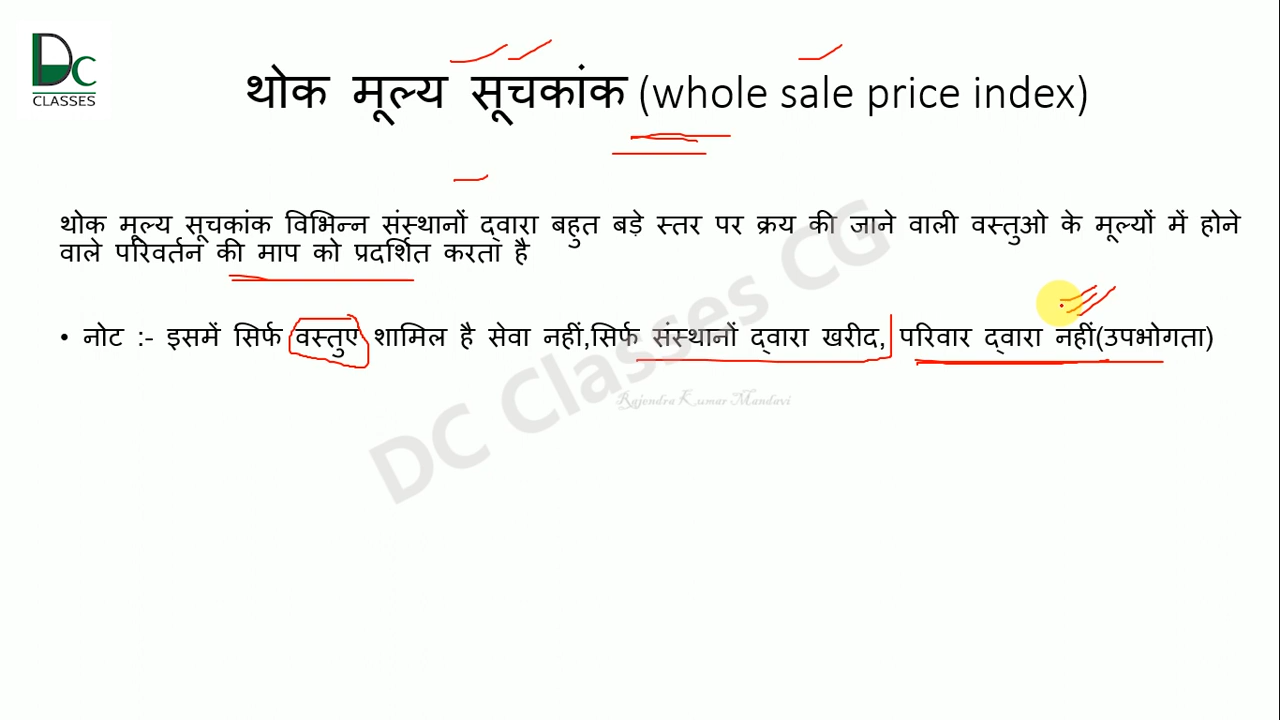 DC
CLASSES
थोक मूल्य सूचकांक (whole sale price index)
थोक मूल्य सूचकांक विभिन्न संस्थानों द्वारा बहुत बड़े स्तर पर क्रय की जाने वाली वस्तुओ के मूल्यों में होने
वाले परिवर्तन की माप को प्रदर्शित करता है
• नोट :- इसमें सिर्फ वस्तुए शामिल है सेवा नहीं,सिर्फ संस्थानों द्वारा खरीद, परिवार द्वारा नहीं(उपभोगता)
DC Classes CG
Rajendra Kumar Mandavi